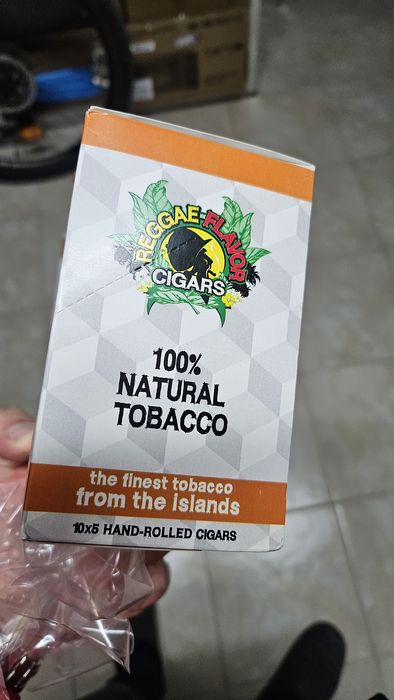 REGGAE FLAVOR
CIGARS
100%
NATURAL
TOBACCO
the finest tobacco
from the islands
10x5 HAND-ROLLED CIGARS